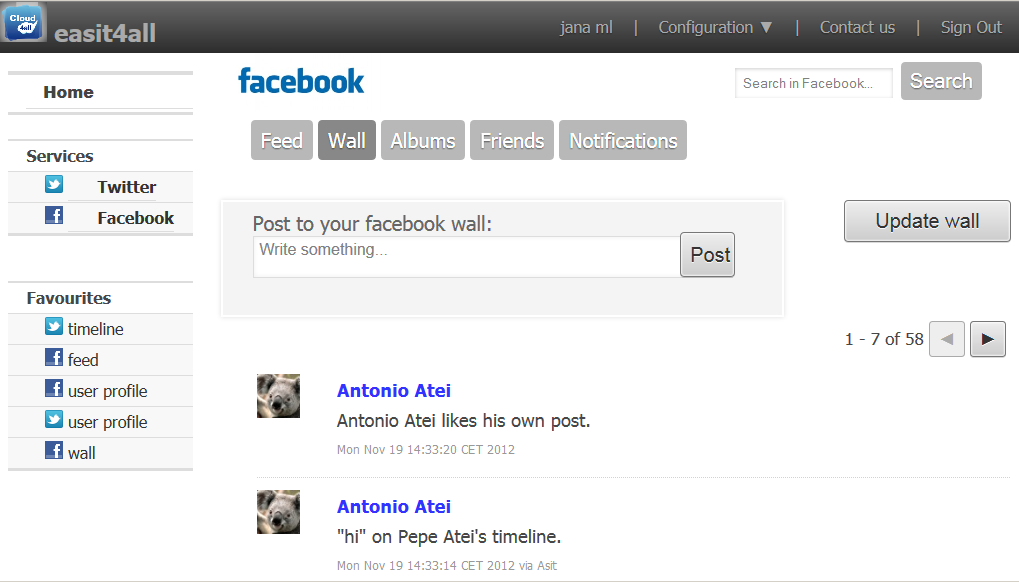 Cloud
4all
easit4all
jana ml | Configuration ▼ | Contact us | Sign Out
Home
Services
Twitter
Facebook
Favourites
timeline
feed
user profile
user profile
wall
facebook
Search in Facebook...
Search
Feed
Wall
Albums
Friends
Notifications
Post to your facebook wall:
Write something...
Post
Update wall
1 - 7 of 58 ◀ ▶
Antonio Atei
Antonio Atei likes his own post.
Mon Nov 19 14:33:20 CET 2012
Antonio Atei
"hi" on Pepe Atei's timeline.
Mon Nov 19 14:33:14 CET 2012 via Asit